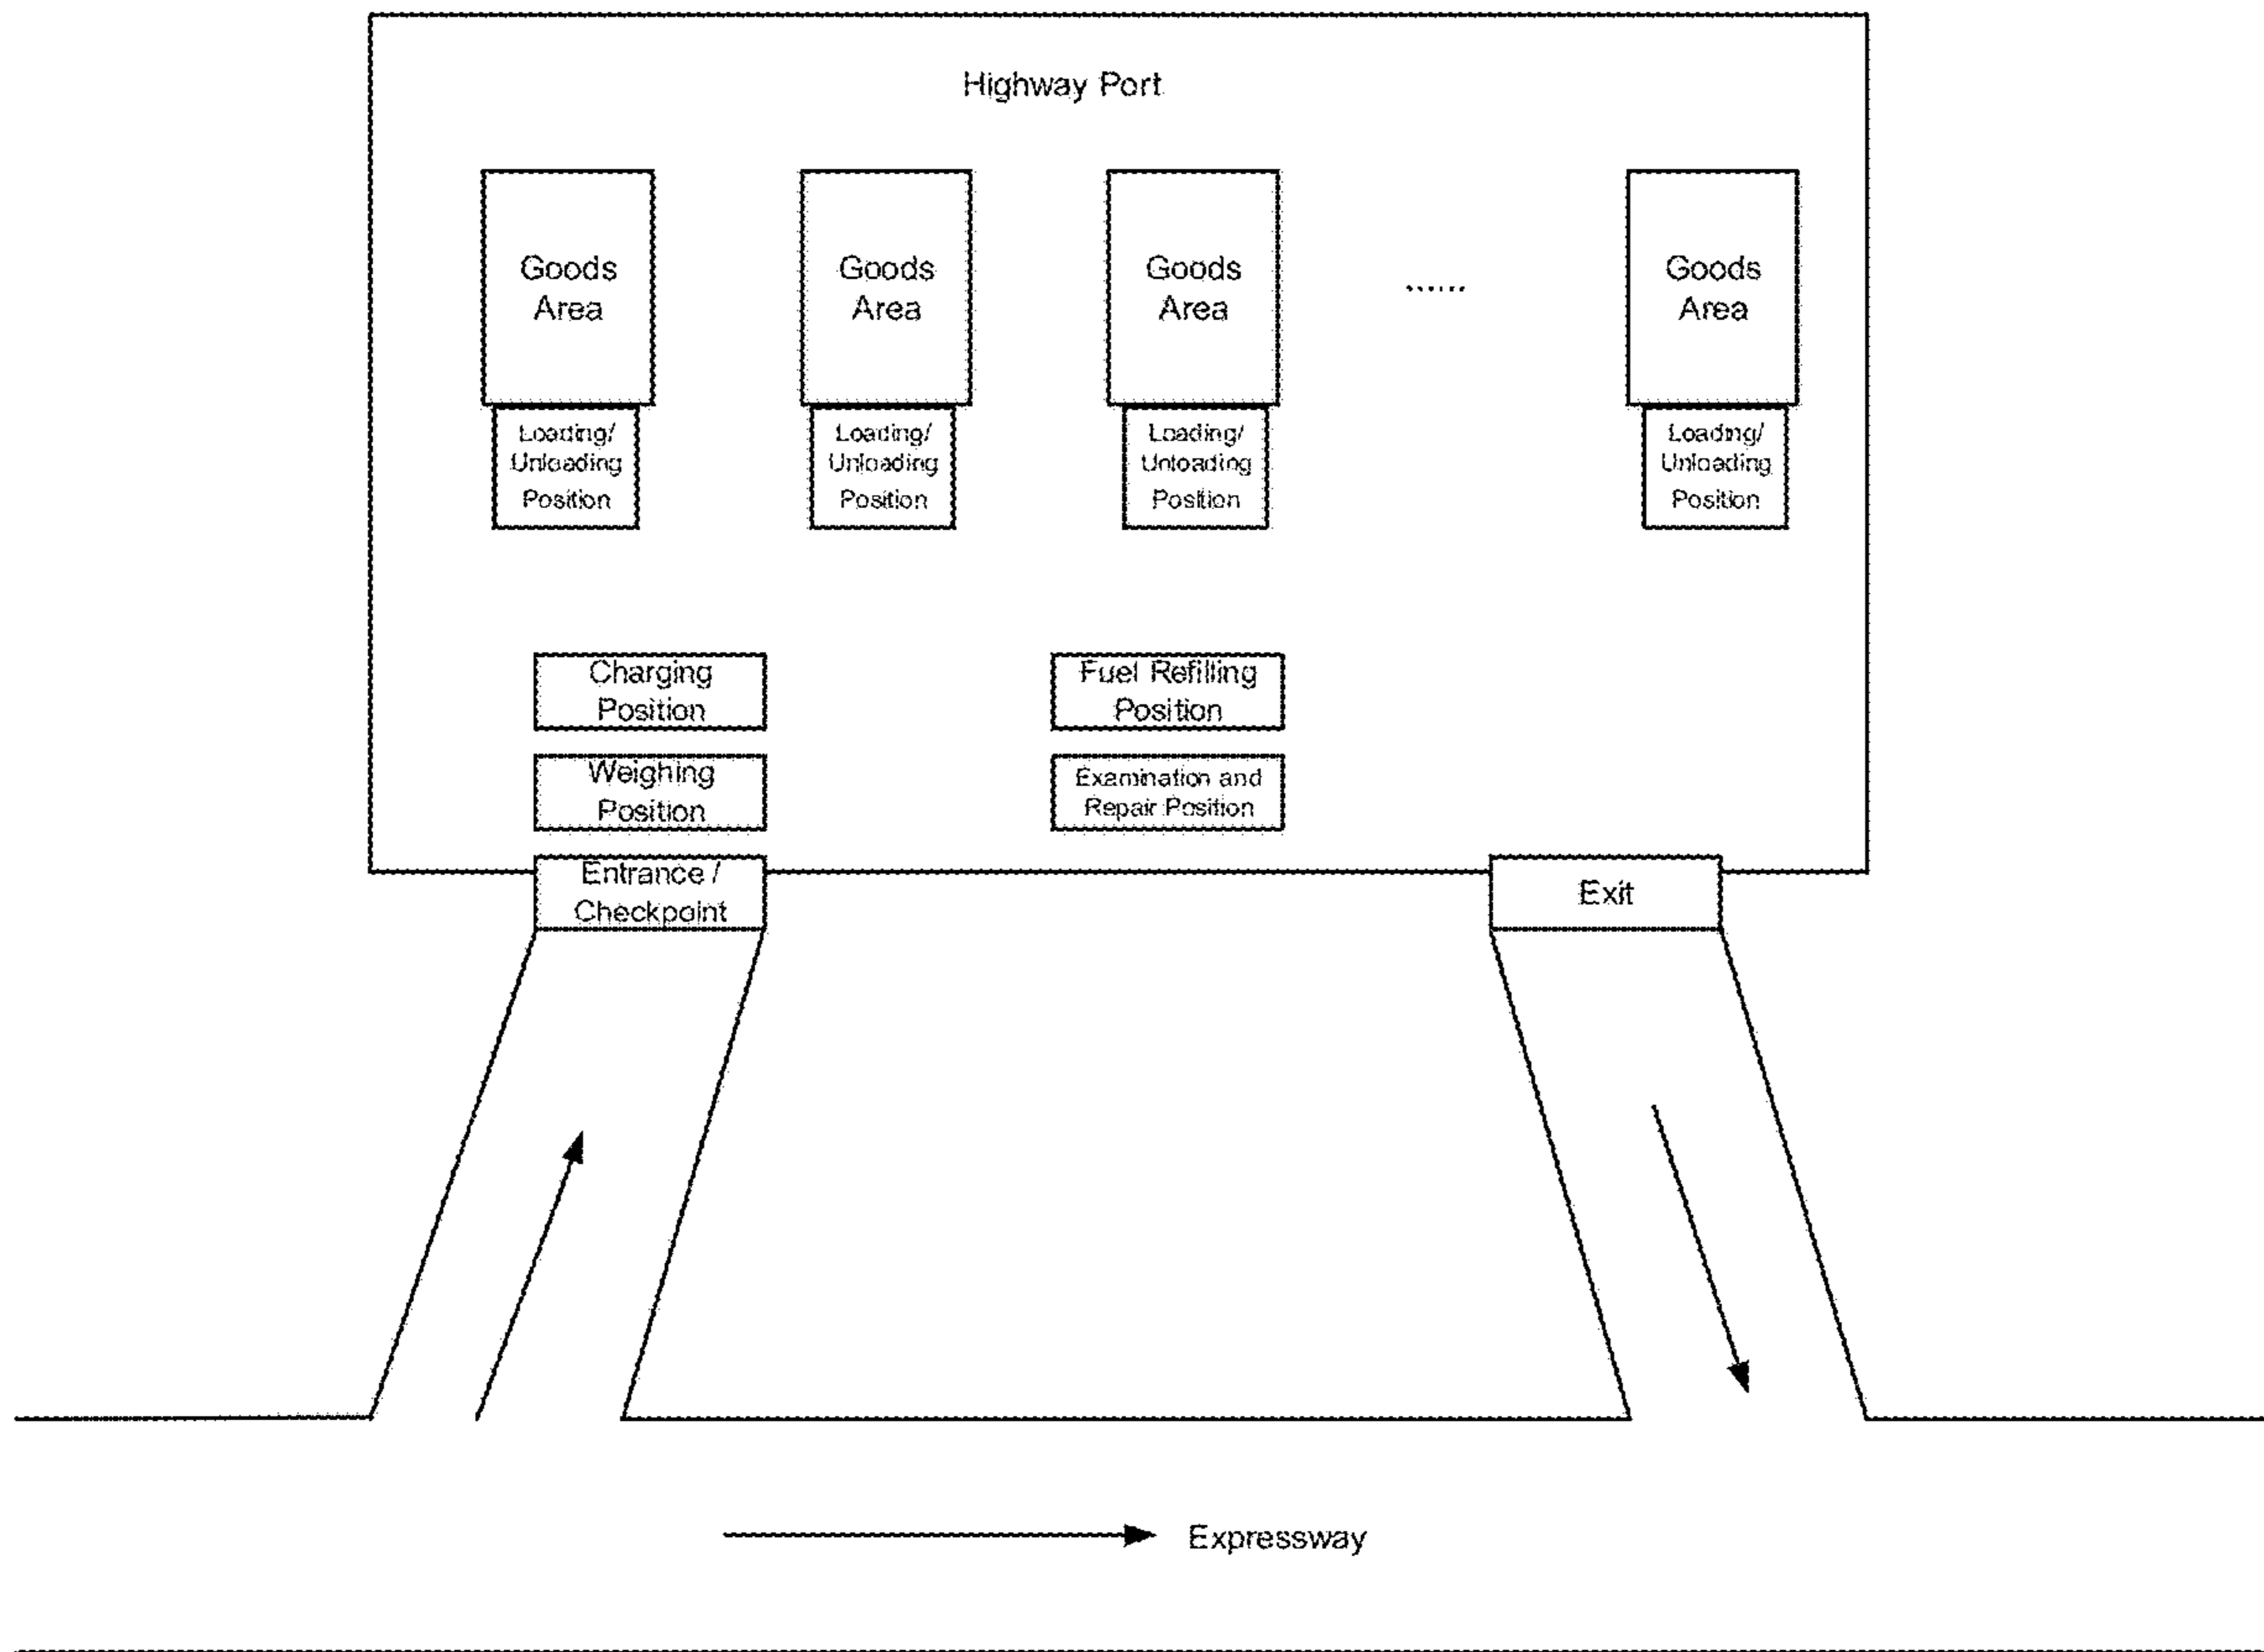 Highway Port
Goods
Area
Goods
Area
Goods
Area
......
Goods
Area
Loading/
Unloading
Position
Loading/
Unloading
Position
Loading/
Unloading
Position
Loading/
Unloading
Position
Charging
Position
Fuel Refilling
Position
Weighing
Position
Examination and
Repair Position
Entrance /
Checkpoint
Exit
Expressway